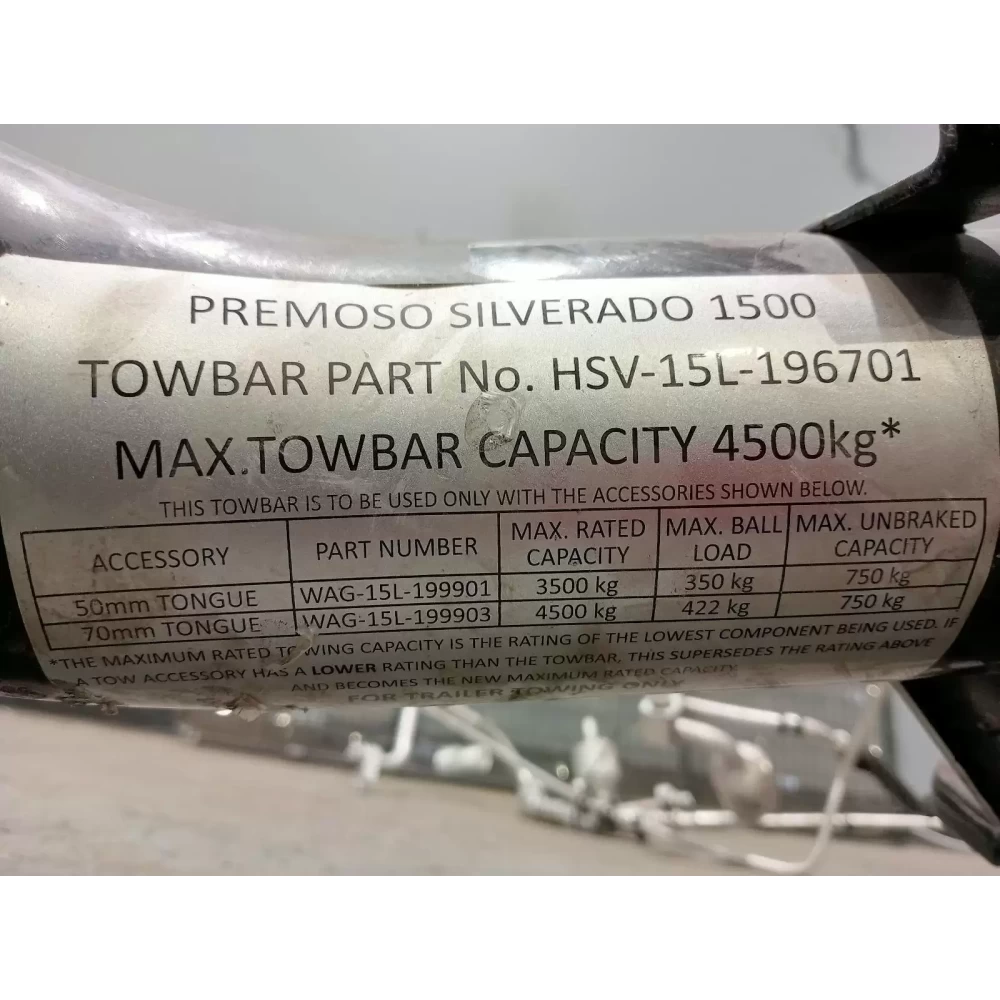 PREMOSO SILVERADO 1500
TOWBAR PART No. HSV-15L-196701
MAX.TOWBAR CAPACITY 4500kg*
THIS TOWBAR IS TO BE USED ONLY WITH THE ACCESSORIES SHOWN BELOW.
ACCESSORY PART NUMBER MAX. RATED CAPACITY MAX. BALL LOAD MAX. UNBRAKED CAPACITY
50mm TONGUE WAG-15L-199901 3500 kg 350 kg 750 kg
70mm TONGUE WAG-15L-199903 4500 kg 422 kg 750 kg
*THE MAXIMUM RATED TOWING CAPACITY IS THE RATING OF THE LOWEST COMPONENT BEING USED. IF
A TOW ACCESSORY HAS A LOWER RATING THAN THE TOWBAR, THIS SUPERSEDES THE RATING ABOVE
AND BECOMES THE NEW MAXIMUM RATED CAPACITY
FOR TRAILER TOWING ONLY